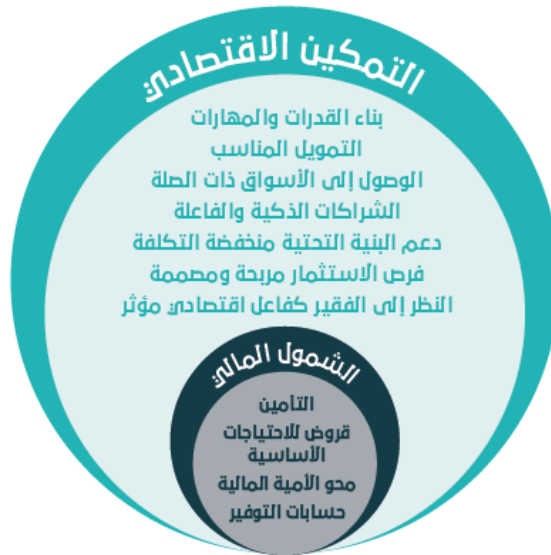 التمكين الاقتصادي
بناء القدرات والمهارات
التمويل المناسب
الوصول إلى الأسواق ذات الصلة
الشراكات الذكية والفاعلة
دعم البنية التحتية منخفضة التكلفة
فرص الاستثمار مربحة ومصممة
النظر إلى الفقير كفاعل اقتصادي مؤثر
الشمول المالي
التأمين
قروض للاحتياجات
الأساسية
محو الأمية المالية
حسابات التوفير